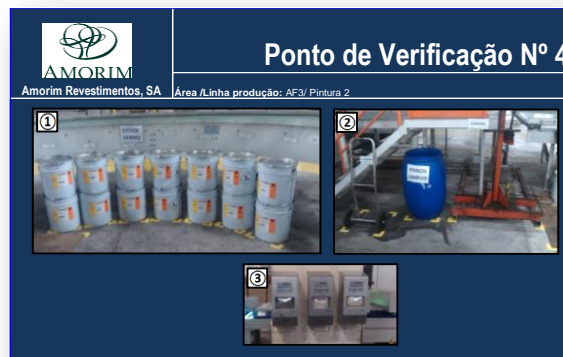 AMORIM
Amorim Revestimentos, SA
Ponto de Verificação Nº 4
Área /Linha produção: AF3/ Pintura 2
1
2
3